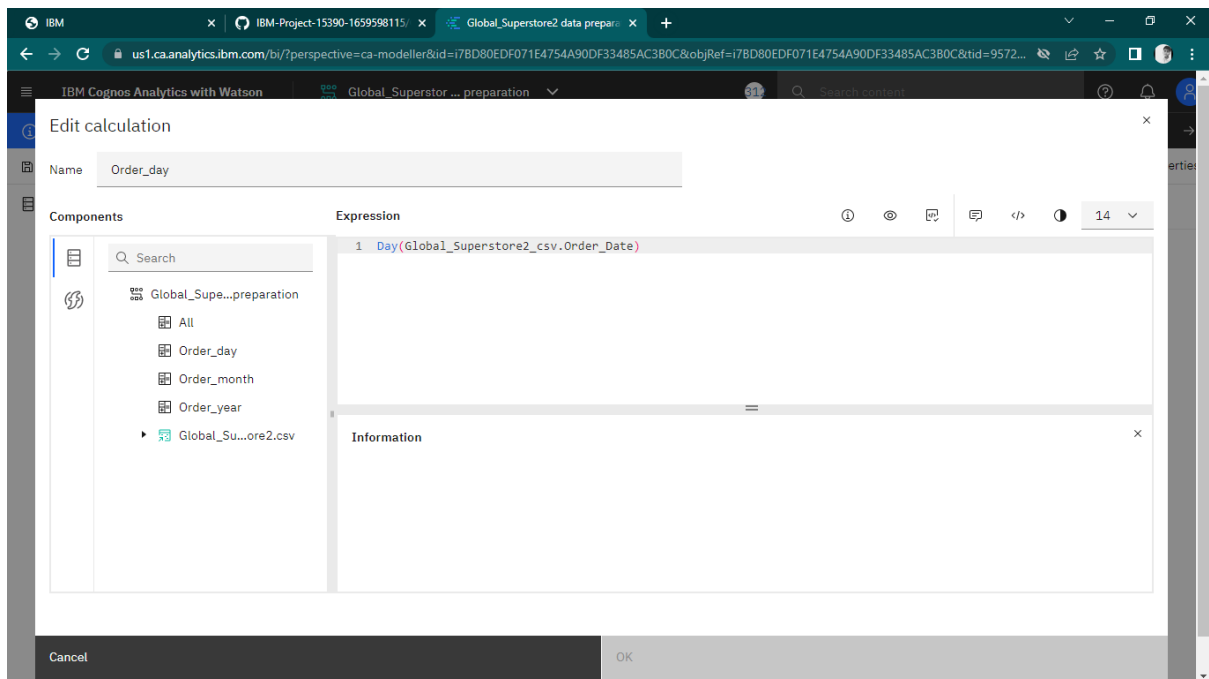 IBM
IBM-Project-15390-1659598115/
Global_Superstore2 data prepara
us1.ca.analytics.ibm.com/bi/?perspective=ca-modeller&id=i7BD80EDF071E4754A90DF33485AC3B0C&objRef=i7BD80EDF071E4754A90DF33485AC3B0C&tid=9572...
IBM Cognos Analytics with Watson
Global_Superstor ... preparation
Search content
Edit calculation
Name
Order_day
erties
Components
Expression
14
1 Day(Global_Superstore2_csv.Order_Date)
Search
Global_Supe...preparation
All
Order_day
Order_month
Order_year
Global_Su...ore2.csv
Information
Cancel
OK